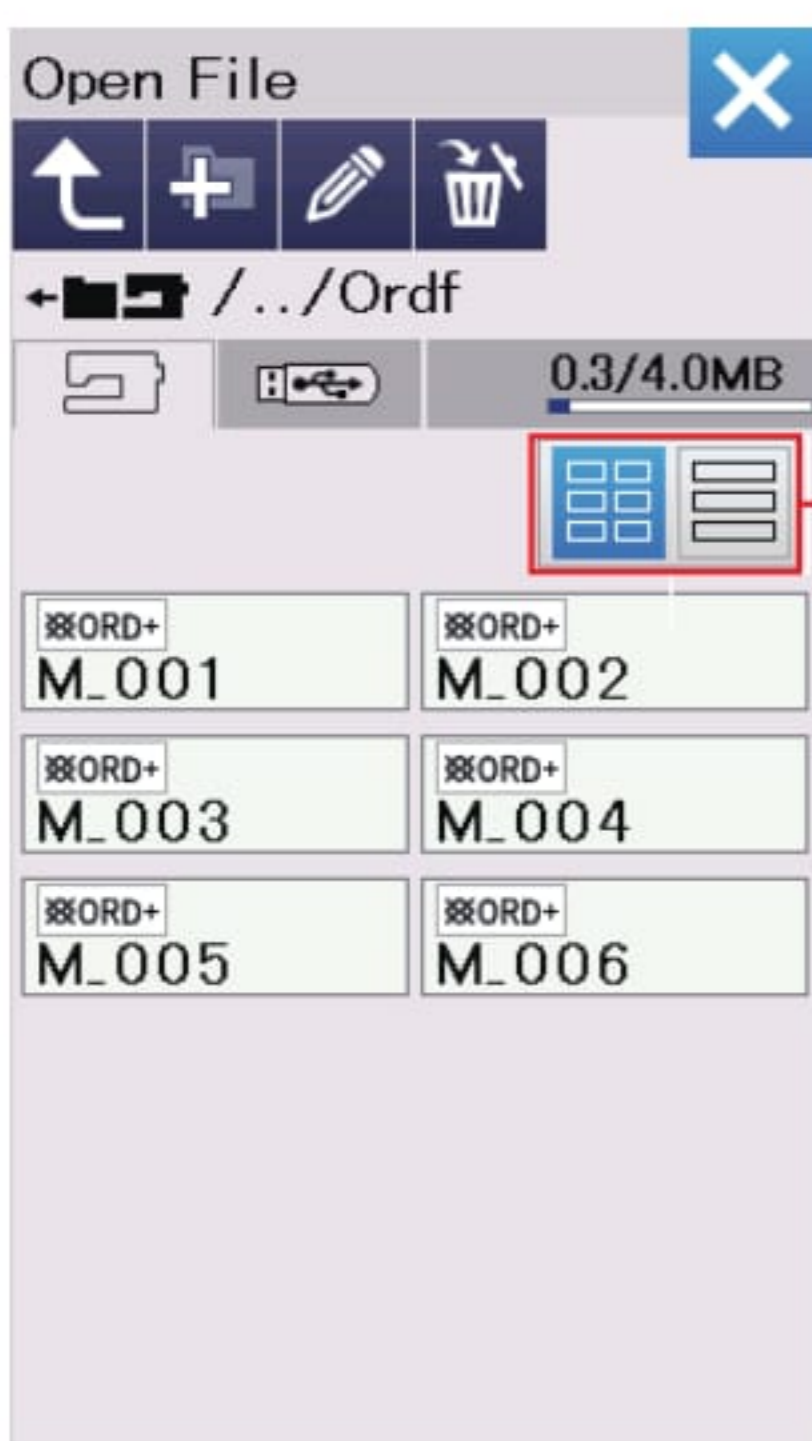 Open File
/../Ordf
0.3/4.0MB
ORD+
M_001
ORD+
M_002
ORD+
M_003
ORD+
M_004
ORD+
M_005
ORD+
M_006